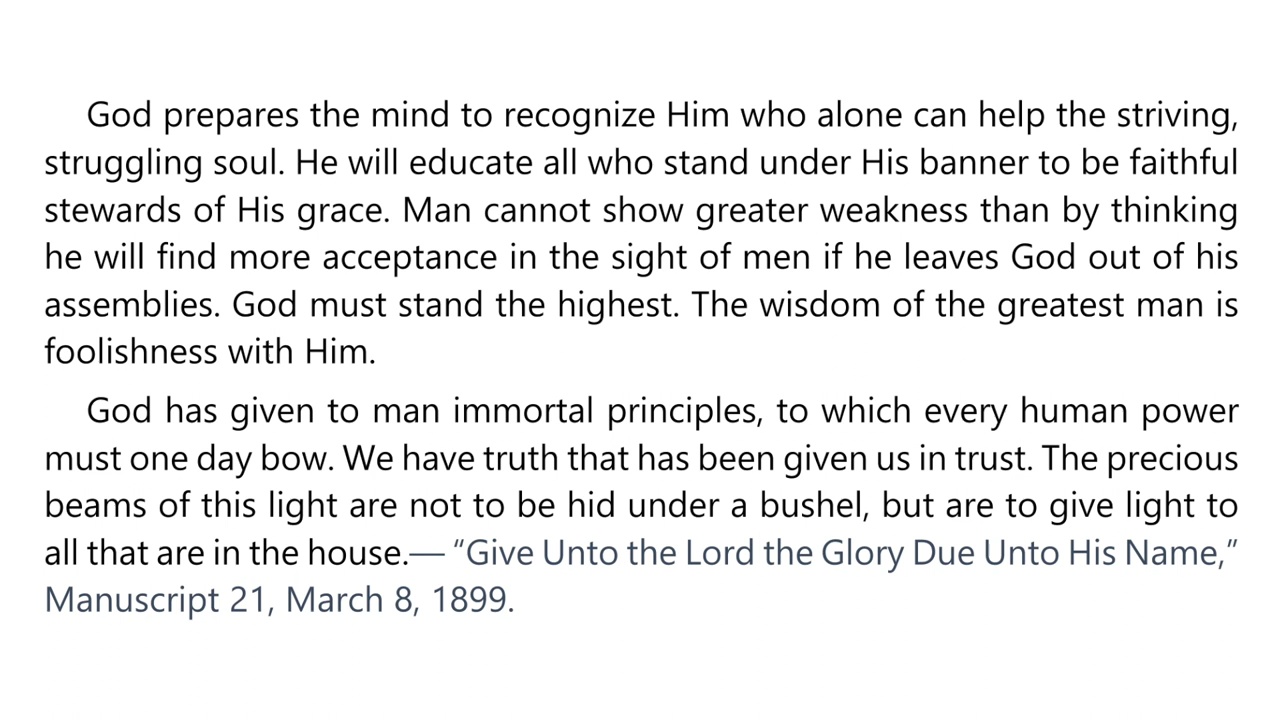 God prepares the mind to recognize Him who alone can help the striving,
struggling soul. He will educate all who stand under His banner to be faithful
stewards of His grace. Man cannot show greater weakness than by thinking
he will find more acceptance in the sight of men if he leaves God out of his
assemblies. God must stand the highest. The wisdom of the greatest man is
foolishness with Him.
God has given to man immortal principles, to which every human power
must one day bow. We have truth that has been given us in trust. The precious
beams of this light are not to be hid under a bushel, but are to give light to
all that are in the house.— “Give Unto the Lord the Glory Due Unto His Name,”
Manuscript 21, March 8, 1899.